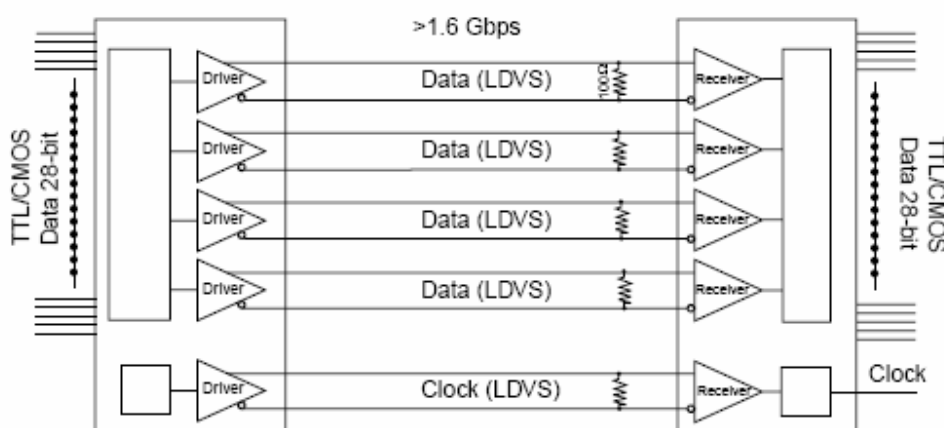 >1.6 Gbps
TTL/CMOS
Data 28-bit
Driver
Data (LDVS)
100Ω
Receiver
Driver
Data (LDVS)
Receiver
Driver
Data (LDVS)
Receiver
Driver
Data (LDVS)
Receiver
TTL/CMOS
Data 28-bit
Driver
Clock (LDVS)
Receiver
Clock